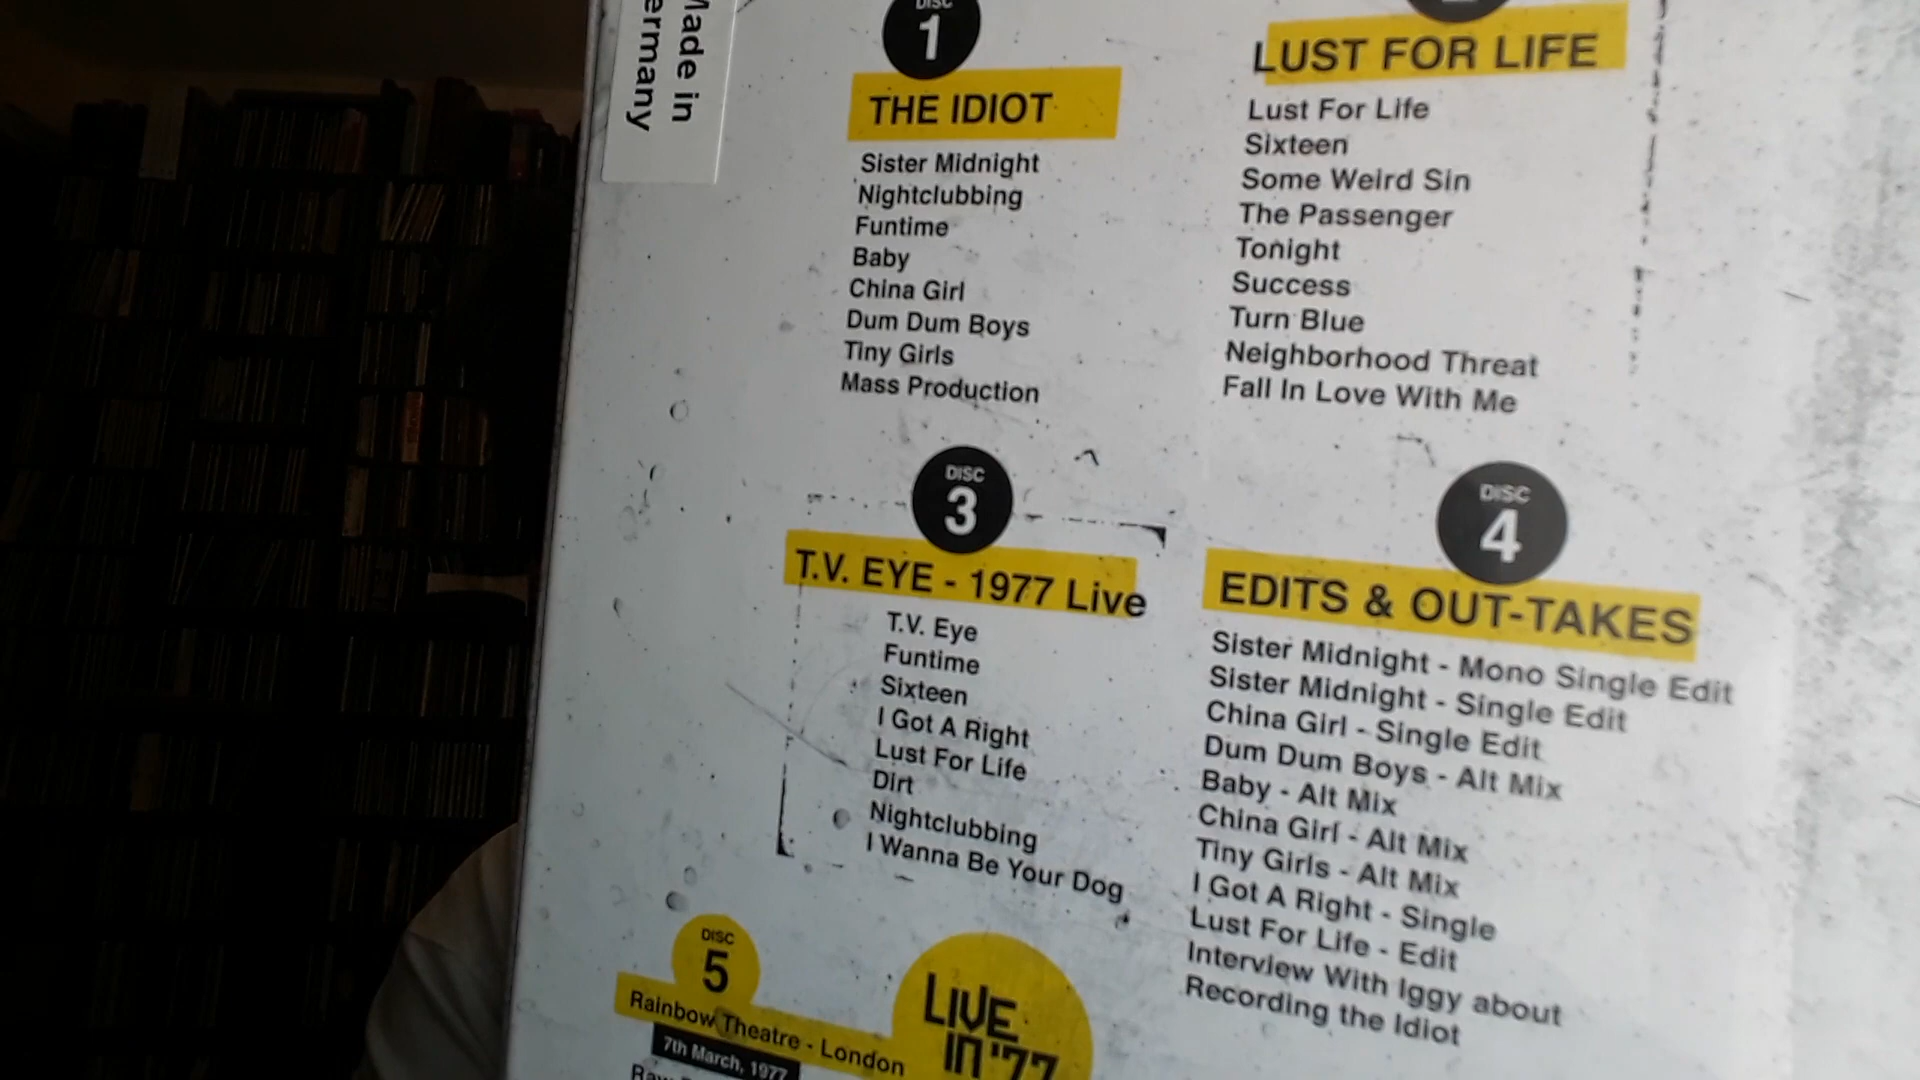 Made in
ermany
DISC
1
THE IDIOT
Sister Midnight
Nightclubbing
Funtime
Baby
China Girl
Dum Dum Boys
Tiny Girls
Mass Production
LUST FOR LIFE
Lust For Life
Sixteen
Some Weird Sin
The Passenger
Tonight
Success
Turn Blue
Neighborhood Threat
Fall In Love With Me
DISC
3
T.V. EYE - 1977 Live
T.V. Eye
Funtime
Sixteen
I Got A Right
Lust For Life
Dirt
Nightclubbing
I Wanna Be Your Dog
DISC
4
EDITS & OUT-TAKES
Sister Midnight - Mono Single Edit
Sister Midnight - Single Edit
China Girl - Single Edit
Dum Dum Boys - Alt Mix
Baby - Alt Mix
China Girl - Alt Mix
Tiny Girls - Alt Mix
I Got A Right - Single
Lust For Life - Edit
Interview With Iggy about
Recording the Idiot
DISC
5
Rainbow Theatre - London
7th March, 1977
LIVE
IN '77